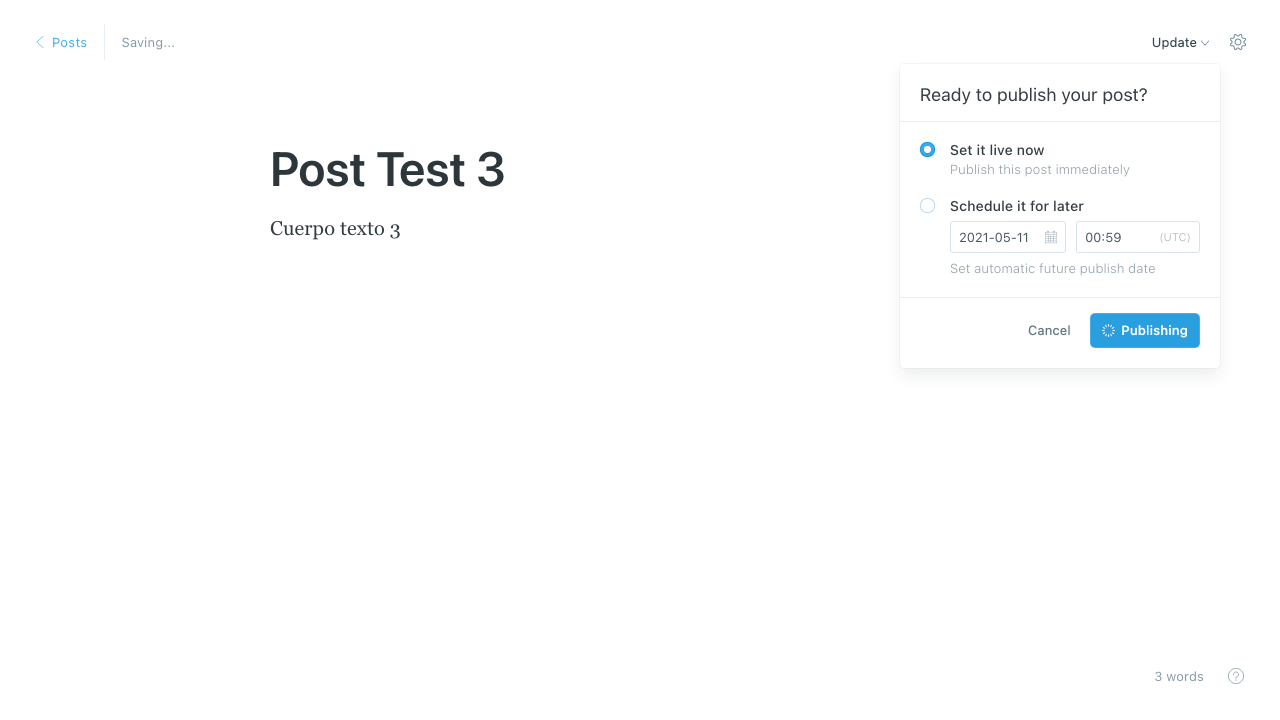 Posts
Saving...
Update
Ready to publish your post?
Post Test 3
Set it live now
Publish this post immediately
Schedule it for later
Cuerpo texto 3
2021-05-11
00:59 (UTC)
Set automatic future publish date
Cancel
Publishing
3 words
?